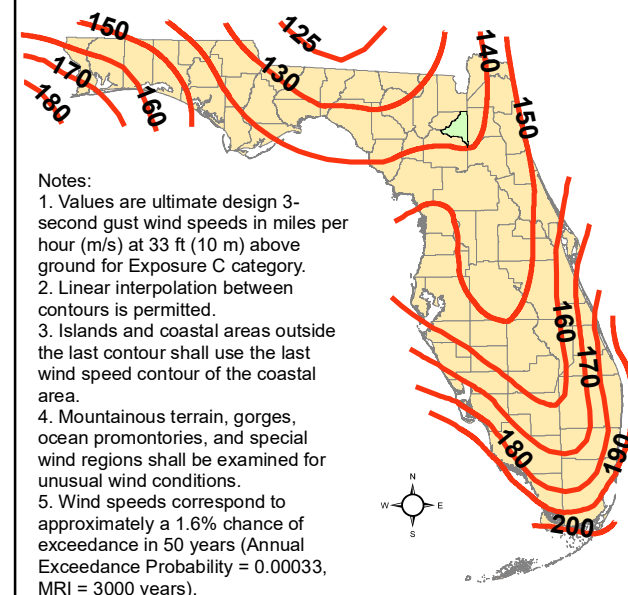 150
125
140
170
130
180
160
150
Notes:
1. Values are ultimate design 3-
second gust wind speeds in miles per
hour (m/s) at 33 ft (10 m) above
ground for Exposure C category.
2. Linear interpolation between
contours is permitted.
3. Islands and coastal areas outside
the last contour shall use the last
wind speed contour of the coastal
area.
4. Mountainous terrain, gorges,
ocean promontories, and special
wind regions shall be examined for
unusual wind conditions.
5. Wind speeds correspond to
approximately a 1.6% chance of
exceedance in 50 years (Annual
Exceedance Probability = 0.00033,
MRI = 3000 years).
160
170
180
190
200
N
W E
S